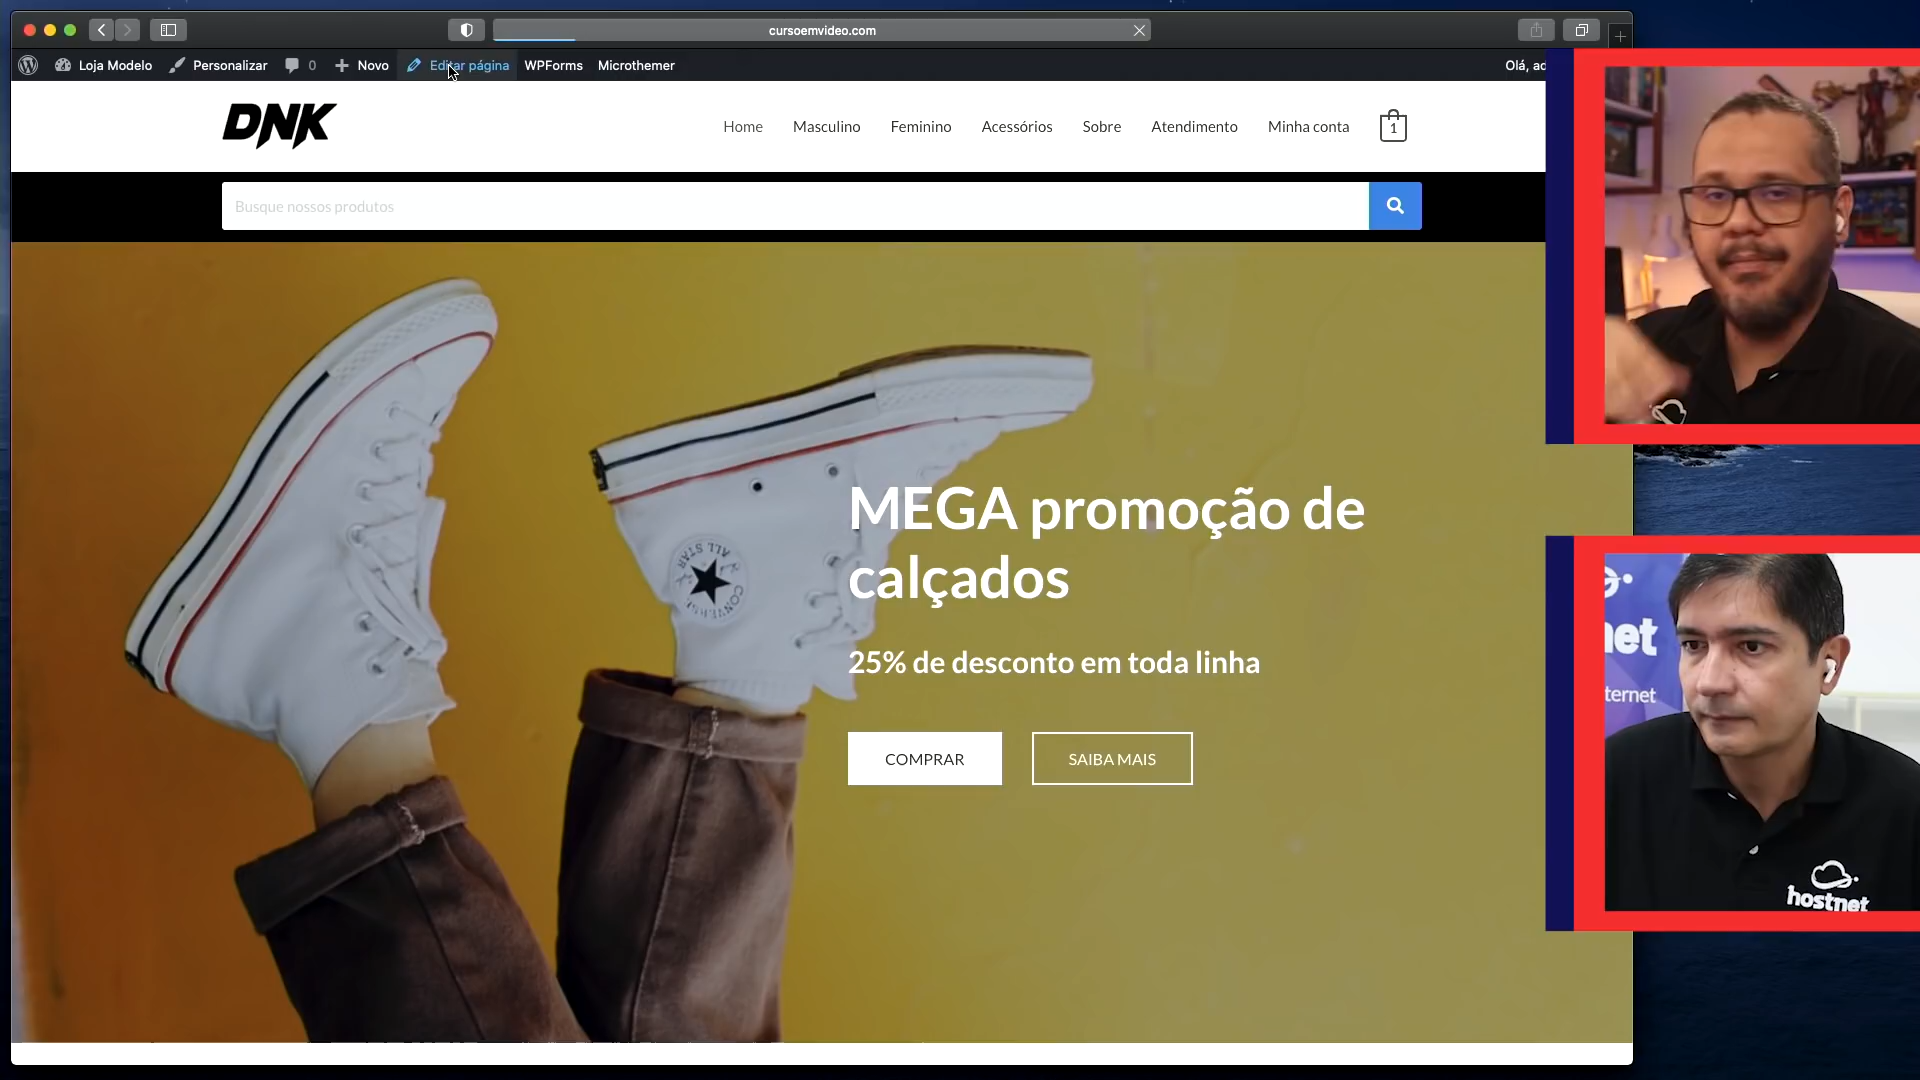 cursoemvideo.com
Loja Modelo
Personalizar
0
Novo
Editar página
WPForms
Microthemer
Olá, ad
DNK
Home
Masculino
Feminino
Acessórios
Sobre
Atendimento
Minha conta
1
Busque nossos produtos
MEGA promoção de
calçados
25% de desconto em toda linha
COMPRAR
SAIBA MAIS
ALL STAR
CONVERSE
net
ternet
hostnet